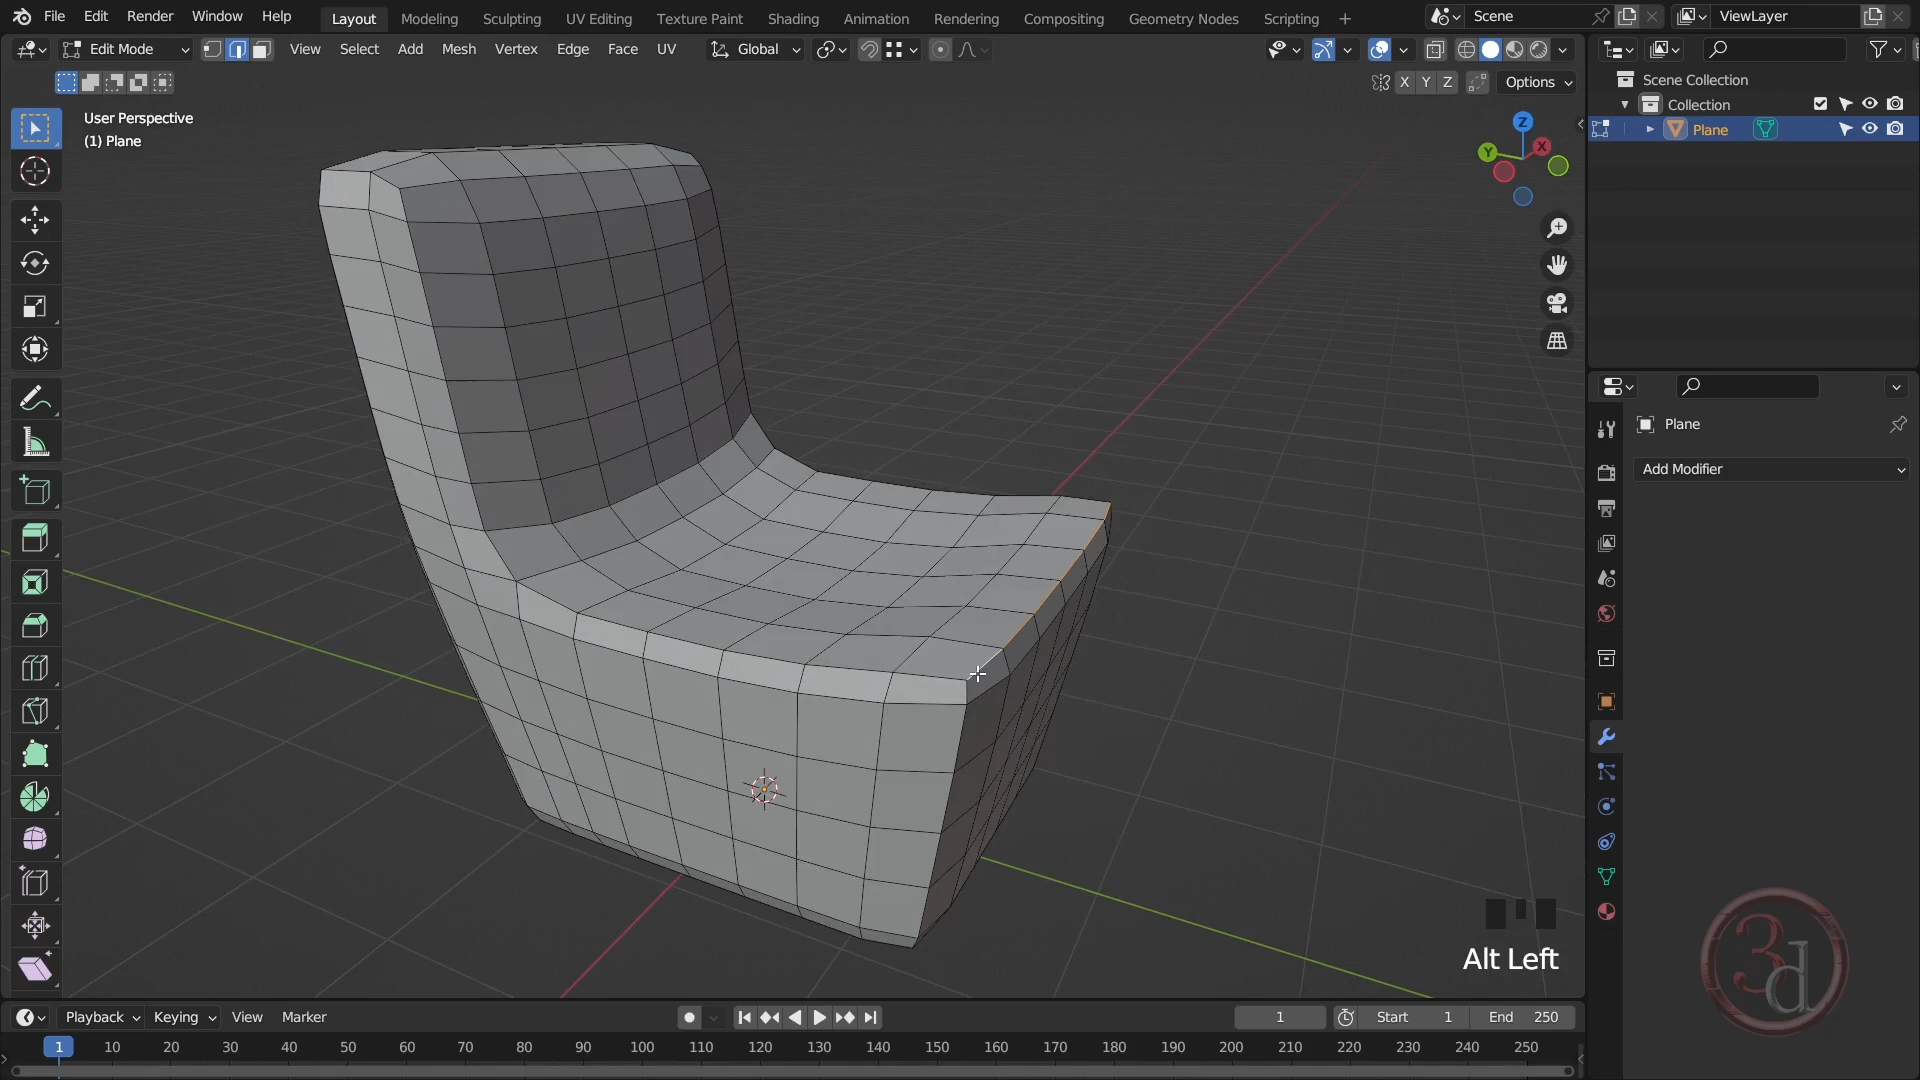 File Edit Render Window Help Layout Modeling Sculpting UV Editing Texture Paint Shading Animation Rendering Compositing Geometry Nodes Scripting + Scene ViewLayer
Edit Mode View Select Add Mesh Vertex Edge Face UV Global
X Y Z Options
User Perspective
(1) Plane
Z
Y X
Scene Collection
Collection
Plane
Plane
Add Modifier
Alt Left
3d
Playback Keying View Marker 1 Start 1 End 250
1 10 20 30 40 50 60 70 80 90 100 110 120 130 140 150 160 170 180 190 200 210 220 230 240 250